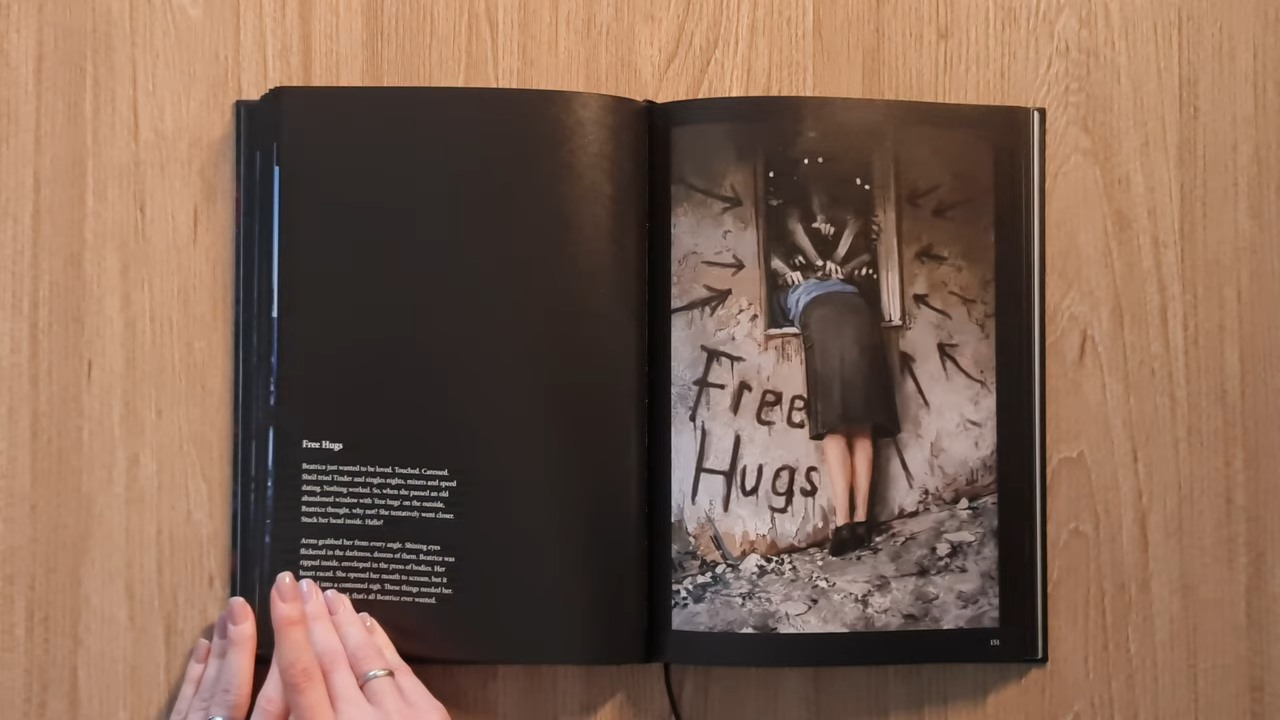 Free Hugs
Beatrice just wanted to be loved. Touched. Caressed.
She'd tried Tinder and singles nights, mixers and speed
dating. Nothing worked. So, when she passed an old
abandoned window with 'free hugs' on the outside,
Beatrice thought, why not? She tentatively went closer.
Stuck her head inside. Hello?
Arms grabbed her from every angle. Shining eyes
flickered in the darkness, dozens of them. Beatrice was
ripped inside, enveloped in the press of bodies. Her
heart raced. She opened her mouth to scream, but it
into a contented sigh. These things needed her.
that's all Beatrice ever wanted.
Free
Hugs
151